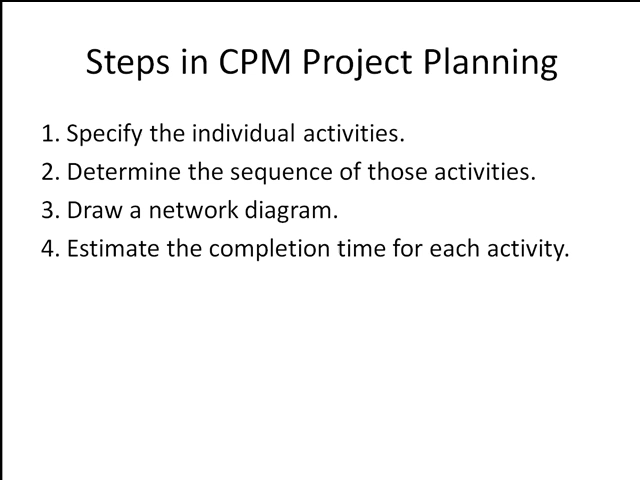 Steps in CPM Project Planning
1. Specify the individual activities.
2. Determine the sequence of those activities.
3. Draw a network diagram.
4. Estimate the completion time for each activity.